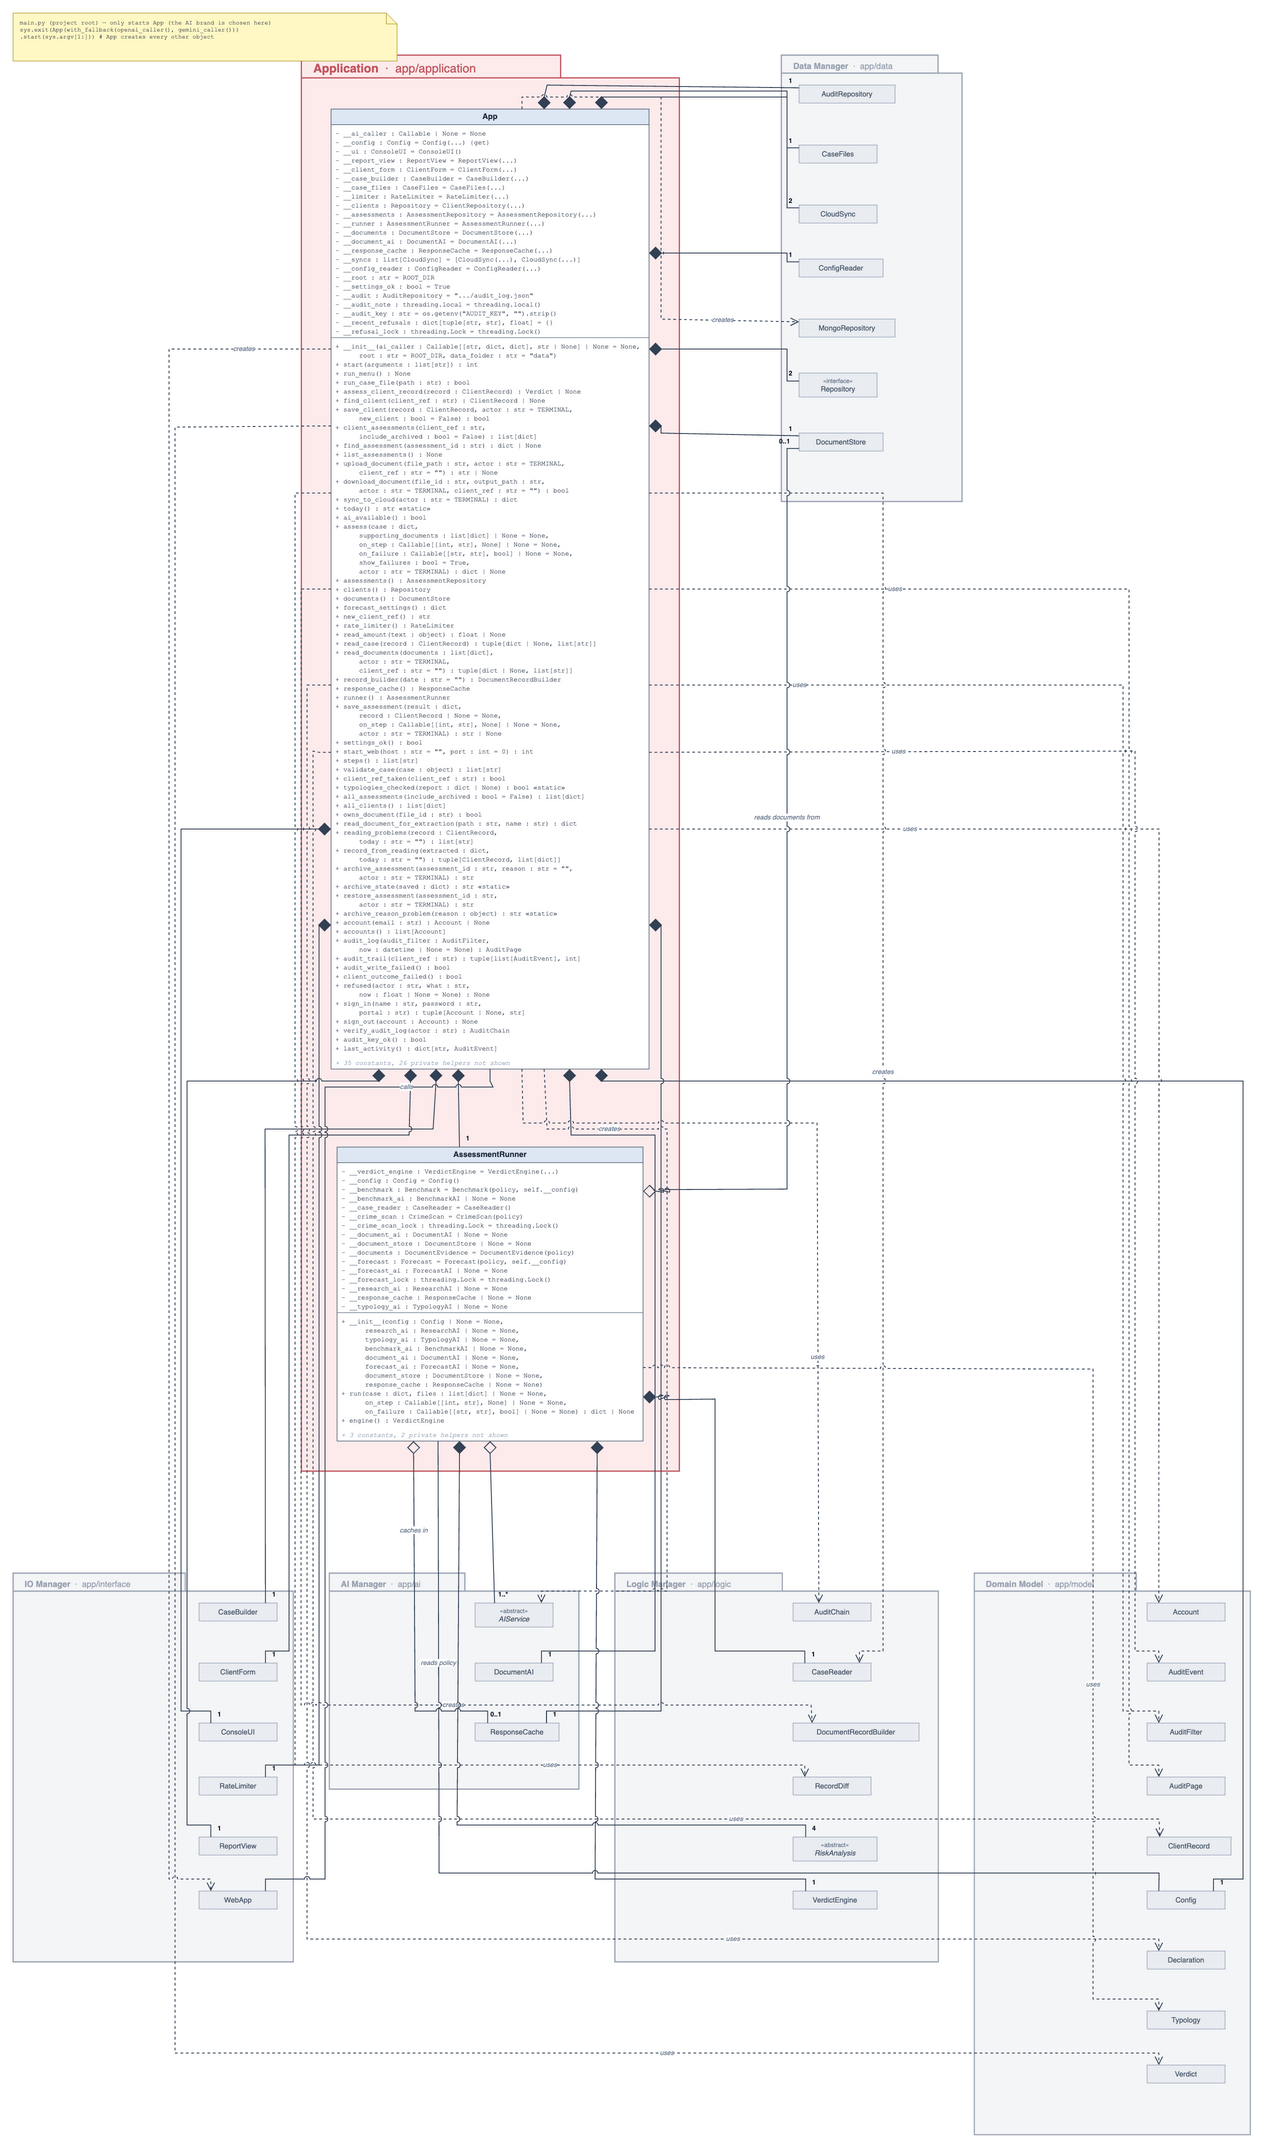 main.py (project root) — only starts App (the AI brand is chosen here)
sys.exit(App(with_fallback(openai_caller(), gemini_caller()))
.start(sys.argv[1:])) # App creates every other object
Application · app/application
Data Manager · app/data
App
- __ai_caller : Callable | None = None
- __config : Config = Config(...) (get)
- __ui : ConsoleUI = ConsoleUI()
- __report_view : ReportView = ReportView(...)
- __client_form : ClientForm = ClientForm(...)
- __case_builder : CaseBuilder = CaseBuilder(...)
- __case_files : CaseFiles = CaseFiles(...)
- __limiter : RateLimiter = RateLimiter(...)
- __clients : Repository = ClientRepository(...)
- __assessments : AssessmentRepository = AssessmentRepository(...)
- __runner : AssessmentRunner = AssessmentRunner(...)
- __documents : DocumentStore = DocumentStore(...)
- __document_ai : DocumentAI = DocumentAI(...)
- __response_cache : ResponseCache = ResponseCache(...)
- __syncs : list[CloudSync] = [CloudSync(...), CloudSync(...)]
- __config_reader : ConfigReader = ConfigReader(...)
- __root : str = ROOT_DIR
- __settings_ok : bool = True
- __audit : AuditRepository = ".../audit_log.json"
- __audit_note : threading.local = threading.local()
- __audit_key : str = os.getenv("AUDIT_KEY", "").strip()
- __recent_refusals : dict[tuple[str, str], float] = {}
- __refusal_lock : threading.Lock = threading.Lock()
+ __init__(ai_caller : Callable[[str, dict, dict], str | None] | None = None,
root : str = ROOT_DIR, data_folder : str = "data")
+ start(arguments : list[str]) : int
+ run_menu() : None
+ run_case_file(path : str) : bool
+ assess_client_record(record : ClientRecord) : Verdict | None
+ find_client(client_ref : str) : ClientRecord | None
+ save_client(record : ClientRecord, actor : str = TERMINAL,
new_client : bool = False) : bool
+ client_assessments(client_ref : str,
include_archived : bool = False) : list[dict]
+ find_assessment(assessment_id : str) : dict | None
+ list_assessments() : None
+ upload_document(file_path : str, actor : str = TERMINAL,
client_ref : str = "") : str | None
+ download_document(file_id : str, output_path : str,
actor : str = TERMINAL, client_ref : str = "") : bool
+ sync_to_cloud(actor : str = TERMINAL) : dict
+ today() : str «static»
+ ai_available() : bool
+ assess(case : dict,
supporting_documents : list[dict] | None = None,
on_step : Callable[[int, str], None] | None = None,
on_failure : Callable[[str, str], bool] | None = None,
show_failures : bool = True,
actor : str = TERMINAL) : dict | None
+ assessments() : AssessmentRepository
+ clients() : Repository
+ documents() : DocumentStore
+ forecast_settings() : dict
+ new_client_ref() : str
+ rate_limiter() : RateLimiter
+ read_amount(text : object) : float | None
+ read_case(record : ClientRecord) : tuple[dict | None, list[str]]
+ read_documents(documents : list[dict],
actor : str = TERMINAL,
client_ref : str = "") : tuple[dict | None, list[str]]
+ record_builder(date : str = "") : DocumentRecordBuilder
+ response_cache() : ResponseCache
+ runner() : AssessmentRunner
+ save_assessment(result : dict,
record : ClientRecord | None = None,
on_step : Callable[[int, str], None] | None = None,
actor : str = TERMINAL) : str | None
+ settings_ok() : bool
+ start_web(host : str = "", port : int = 0) : int
+ steps() : list[str]
+ validate_case(case : object) : list[str]
+ client_ref_taken(client_ref : str) : bool
+ typologies_checked(report : dict | None) : bool «static»
+ all_assessments(include_archived : bool = False) : list[dict]
+ all_clients() : list[dict]
+ owns_document(file_id : str) : bool
+ read_document_for_extraction(path : str, name : str) : dict
+ reading_problems(record : ClientRecord,
today : str = "") : list[str]
+ record_from_reading(extracted : dict,
today : str = "") : tuple[ClientRecord, list[dict]]
+ archive_assessment(assessment_id : str, reason : str = "",
actor : str = TERMINAL) : str
+ archive_state(saved : dict) : str «static»
+ restore_assessment(assessment_id : str,
actor : str = TERMINAL) : str
+ archive_reason_problem(reason : object) : str «static»
+ account(email : str) : Account | None
+ accounts() : list[Account]
+ audit_log(audit_filter : AuditFilter,
now : datetime | None = None) : AuditPage
+ audit_trail(client_ref : str) : tuple[list[AuditEvent], int]
+ audit_write_failed() : bool
+ client_outcome_failed() : bool
+ refused(actor : str, what : str,
now : float | None = None) : None
+ sign_in(name : str, password : str,
portal : str) : tuple[Account | None, str]
+ sign_out(account : Account) : None
+ verify_audit_log(actor : str) : AuditChain
+ audit_key_ok() : bool
+ last_activity() : dict[str, AuditEvent]
+ 35 constants, 26 private helpers not shown
1
AuditRepository
1
CaseFiles
2
CloudSync
1
ConfigReader
creates
MongoRepository
2
«interface»
Repository
1
0..1
DocumentStore
creates
uses
uses
uses
reads documents from
uses
creates
calls
creates
1
AssessmentRunner
- __verdict_engine : VerdictEngine = VerdictEngine(...)
- __config : Config = Config()
- __benchmark : Benchmark = Benchmark(policy, self.__config)
- __benchmark_ai : BenchmarkAI | None = None
- __case_reader : CaseReader = CaseReader()
- __crime_scan : CrimeScan = CrimeScan(policy)
- __crime_scan_lock : threading.Lock = threading.Lock()
- __document_ai : DocumentAI | None = None
- __document_store : DocumentStore | None = None
- __documents : DocumentEvidence = DocumentEvidence(policy)
- __forecast : Forecast = Forecast(policy, self.__config)
- __forecast_ai : ForecastAI | None = None
- __forecast_lock : threading.Lock = threading.Lock()
- __research_ai : ResearchAI | None = None
- __response_cache : ResponseCache | None = None
- __typology_ai : TypologyAI | None = None
+ __init__(config : Config | None = None,
research_ai : ResearchAI | None = None,
typology_ai : TypologyAI | None = None,
benchmark_ai : BenchmarkAI | None = None,
document_ai : DocumentAI | None = None,
forecast_ai : ForecastAI | None = None,
document_store : DocumentStore | None = None,
response_cache : ResponseCache | None = None)
+ run(case : dict, files : list[dict] | None = None,
on_step : Callable[[int, str], None] | None = None,
on_failure : Callable[[str, str], bool] | None = None) : dict | None
+ engine() : VerdictEngine
+ 3 constants, 2 private helpers not shown
uses
caches in
reads policy
uses
IO Manager · app/interface
AI Manager · app/ai
Logic Manager · app/logic
Domain Model · app/model
1
CaseBuilder
1
ClientForm
1
ConsoleUI
1
RateLimiter
1
ReportView
WebApp
1..*
«abstract»
AIService
1
DocumentAI
creates
0..1
1
ResponseCache
uses
AuditChain
1
CaseReader
DocumentRecordBuilder
RecordDiff
uses
4
«abstract»
RiskAnalysis
1
VerdictEngine
Account
AuditEvent
AuditFilter
AuditPage
ClientRecord
1
Config
uses
Declaration
Typology
uses
Verdict